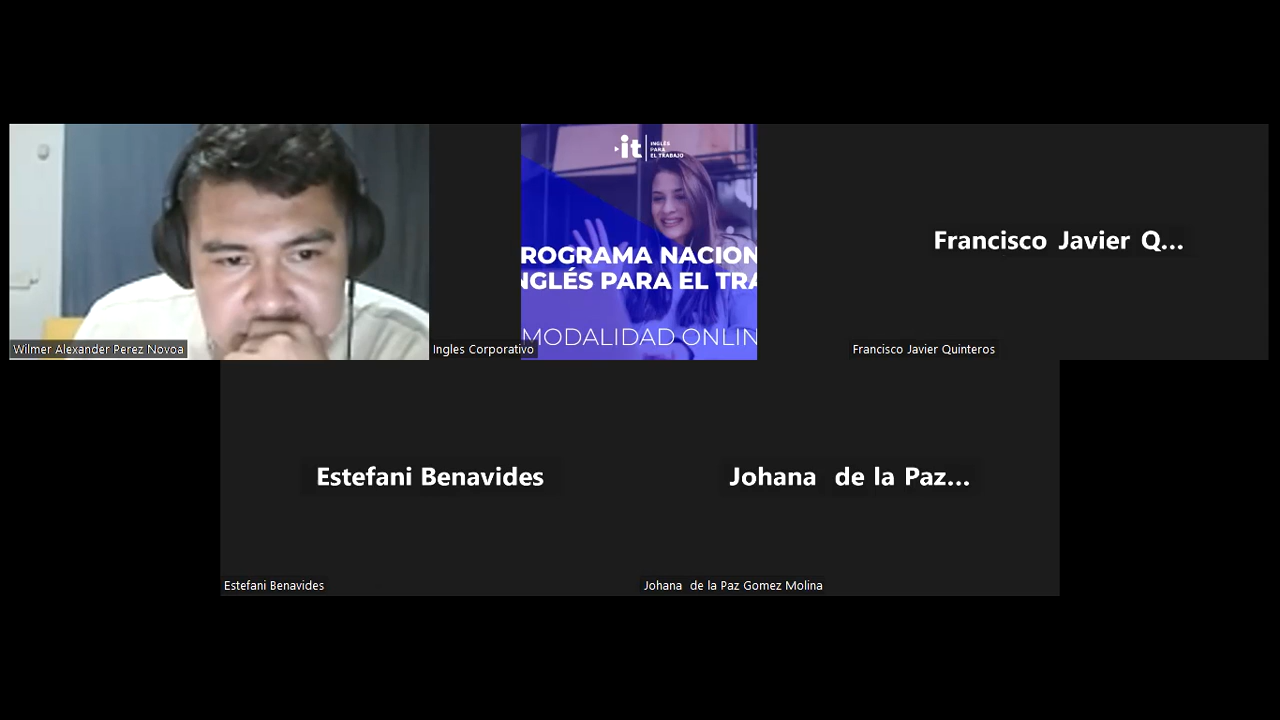 it INGLÉS
PARA
EL TRABAJO
ROGRAMA NACION
NGLÉS PARA EL TRA
MODALIDAD ONLIN
Francisco Javier Q...
Wilmer Alexander Perez Novoa
Ingles Corporativo
Francisco Javier Quinteros
Estefani Benavides
Johana de la Paz...
Estefani Benavides
Johana de la Paz Gomez Molina